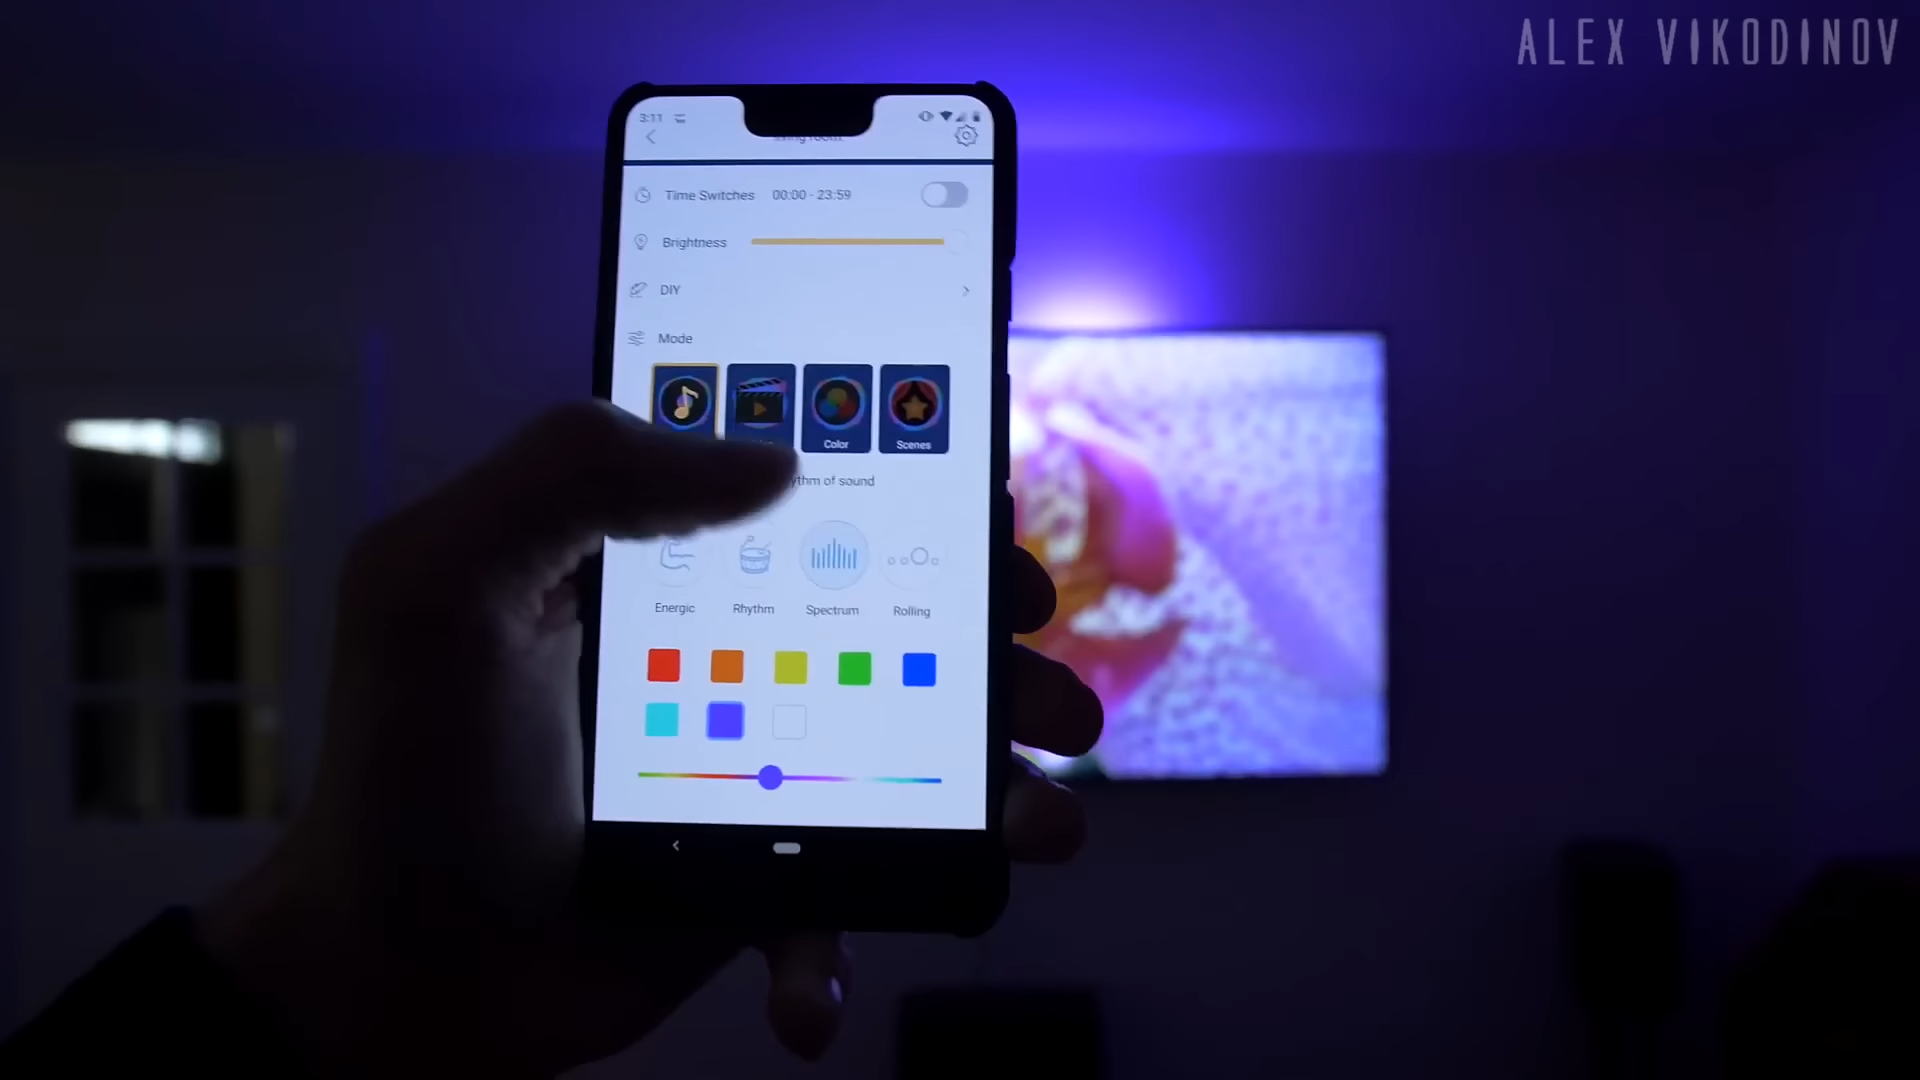 ALEX VIKODINOV
3:11
Time Switches 00:00 - 23:59
Brightness
DIY
Mode
Color Scenes
of sound
Energic Rhythm Spectrum Rolling